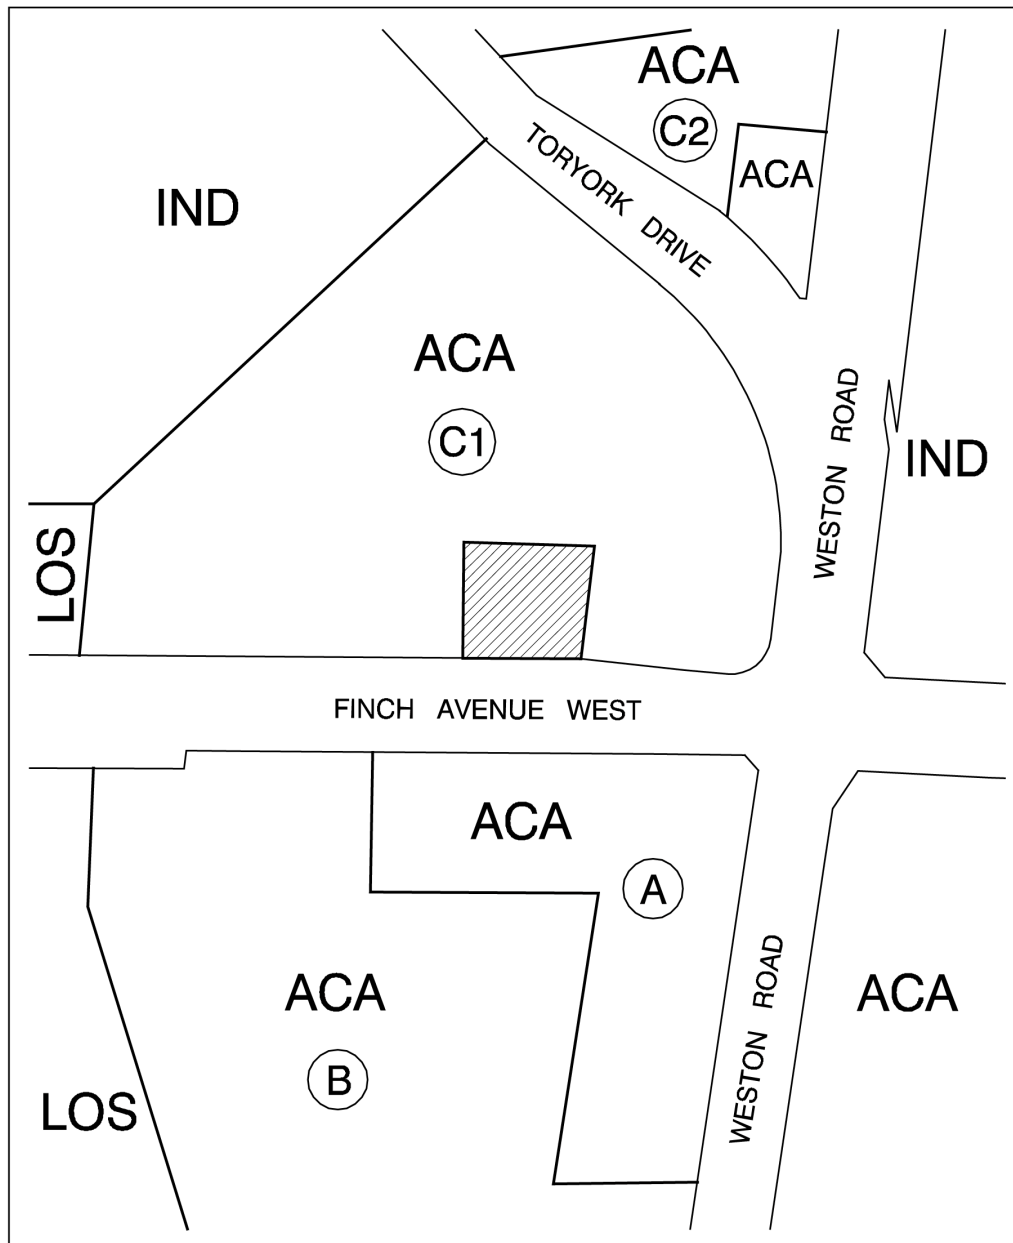 ACA
C2
TORYORK DRIVE
ACA
IND
ACA
WESTON ROAD
C1
IND
LOS
FINCH AVENUE WEST
ACA
A
ACA
WESTON ROAD
ACA
B
LOS